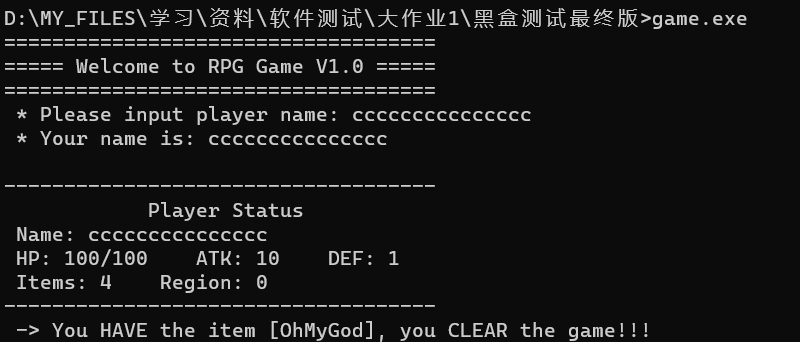 D:\MY_FILES\学习\资料\软件测试\大作业1\黑盒测试最终版>game.exe
====================================
===== Welcome to RPG Game V1.0 =====
====================================
* Please input player name: ccccccccccccccc
* Your name is: ccccccccccccccc
------------------------------------
Player Status
Name: ccccccccccccccc
HP: 100/100    ATK: 10    DEF: 1
Items: 4    Region: 0
------------------------------------
-> You HAVE the item [OhMyGod], you CLEAR the game!!!